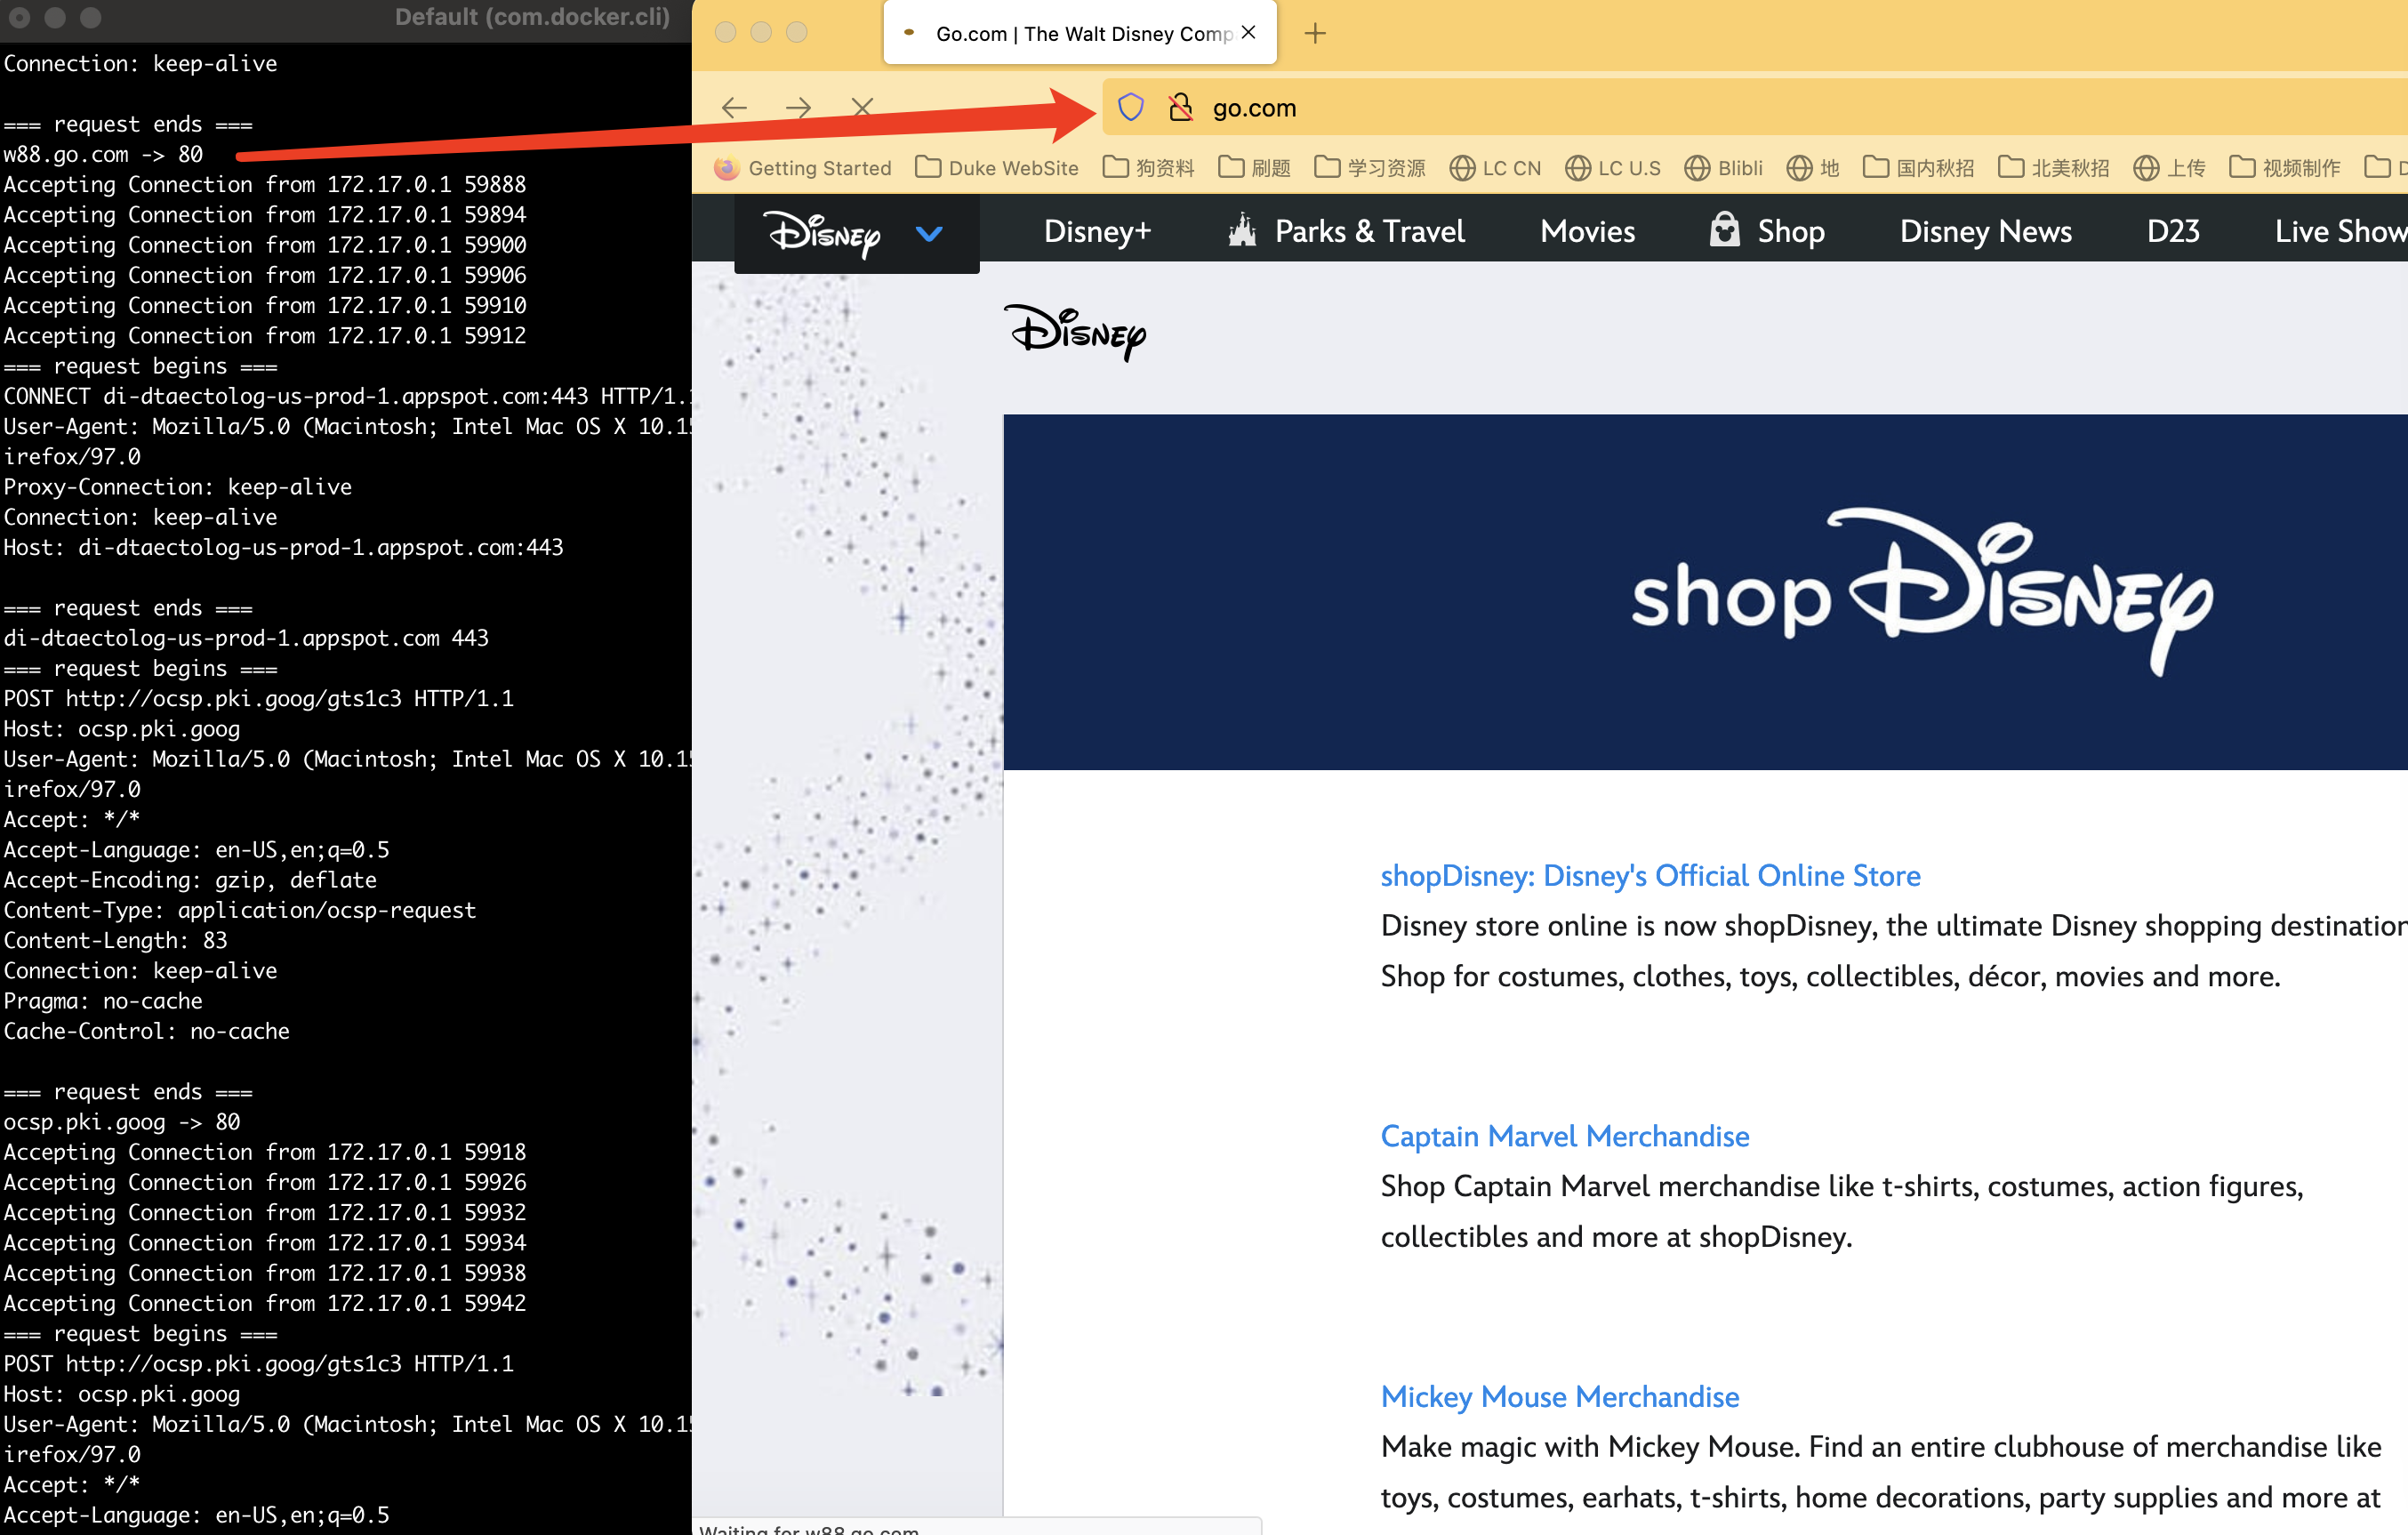 Default (com.docker.cli)
Connection: keep-alive
=== request ends ===
w88.go.com -> 80
Accepting Connection from 172.17.0.1 59888
Accepting Connection from 172.17.0.1 59894
Accepting Connection from 172.17.0.1 59900
Accepting Connection from 172.17.0.1 59906
Accepting Connection from 172.17.0.1 59910
Accepting Connection from 172.17.0.1 59912
=== request begins ===
CONNECT di-dtaectolog-us-prod-1.appspot.com:443 HTTP/1.1
User-Agent: Mozilla/5.0 (Macintosh; Intel Mac OS X 10.15
irefox/97.0
Proxy-Connection: keep-alive
Connection: keep-alive
Host: di-dtaectolog-us-prod-1.appspot.com:443
=== request ends ===
di-dtaectolog-us-prod-1.appspot.com 443
=== request begins ===
POST http://ocsp.pki.goog/gts1c3 HTTP/1.1
Host: ocsp.pki.goog
User-Agent: Mozilla/5.0 (Macintosh; Intel Mac OS X 10.15
irefox/97.0
Accept: */*
Accept-Language: en-US,en;q=0.5
Accept-Encoding: gzip, deflate
Content-Type: application/ocsp-request
Content-Length: 83
Connection: keep-alive
Pragma: no-cache
Cache-Control: no-cache
=== request ends ===
ocsp.pki.goog -> 80
Accepting Connection from 172.17.0.1 59918
Accepting Connection from 172.17.0.1 59926
Accepting Connection from 172.17.0.1 59932
Accepting Connection from 172.17.0.1 59934
Accepting Connection from 172.17.0.1 59938
Accepting Connection from 172.17.0.1 59942
=== request begins ===
POST http://ocsp.pki.goog/gts1c3 HTTP/1.1
Host: ocsp.pki.goog
User-Agent: Mozilla/5.0 (Macintosh; Intel Mac OS X 10.15
irefox/97.0
Accept: */*
Accept-Language: en-US,en;q=0.5
Go.com | The Walt Disney Comp
go.com
Getting Started Duke WebSite 狗资料 刷题 学习资源 LC CN LC U.S Blibli 地 国内秋招 北美秋招 上传 视频制作 D
Disney Disney+ Parks & Travel Movies Shop Disney News D23 Live Show
Disney
shop Disney
shopDisney: Disney's Official Online Store
Disney store online is now shopDisney, the ultimate Disney shopping destination
Shop for costumes, clothes, toys, collectibles, décor, movies and more.
Captain Marvel Merchandise
Shop Captain Marvel merchandise like t-shirts, costumes, action figures,
collectibles and more at shopDisney.
Mickey Mouse Merchandise
Make magic with Mickey Mouse. Find an entire clubhouse of merchandise like
toys, costumes, earhats, t-shirts, home decorations, party supplies and more at
Waiting for w88.go.com